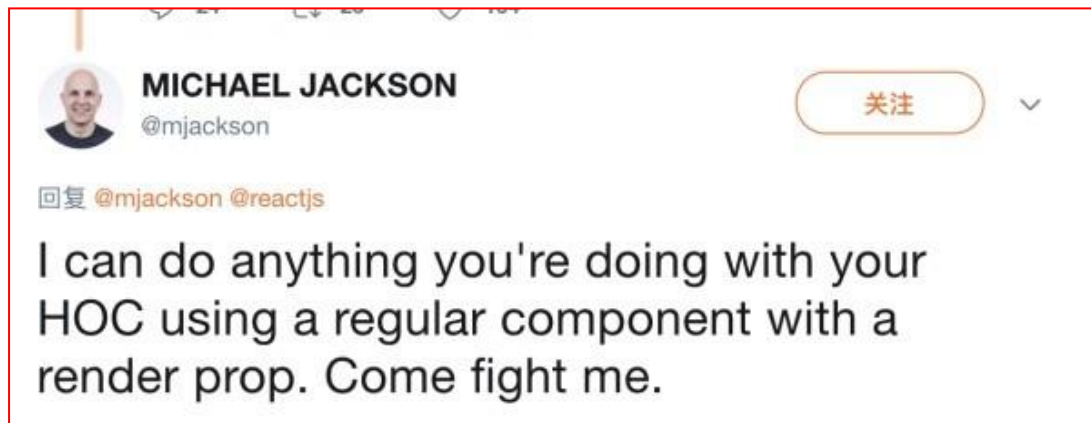 MICHAEL JACKSON
@mjackson
关注
回复 @mjackson @reactjs
I can do anything you're doing with your
HOC using a regular component with a
render prop. Come fight me.